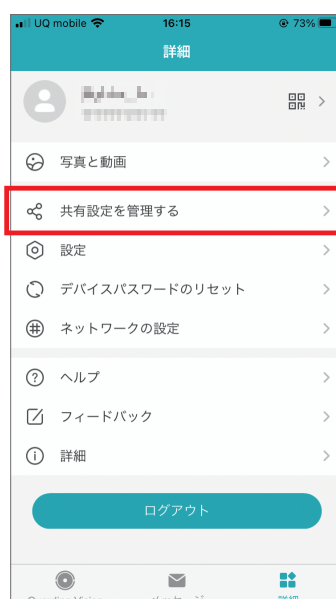 UQ mobile 16:15 73%
詳細
写真と動画
共有設定を管理する
設定
デバイスパスワードのリセット
ネットワークの設定
ヘルプ
フィードバック
詳細
ログアウト